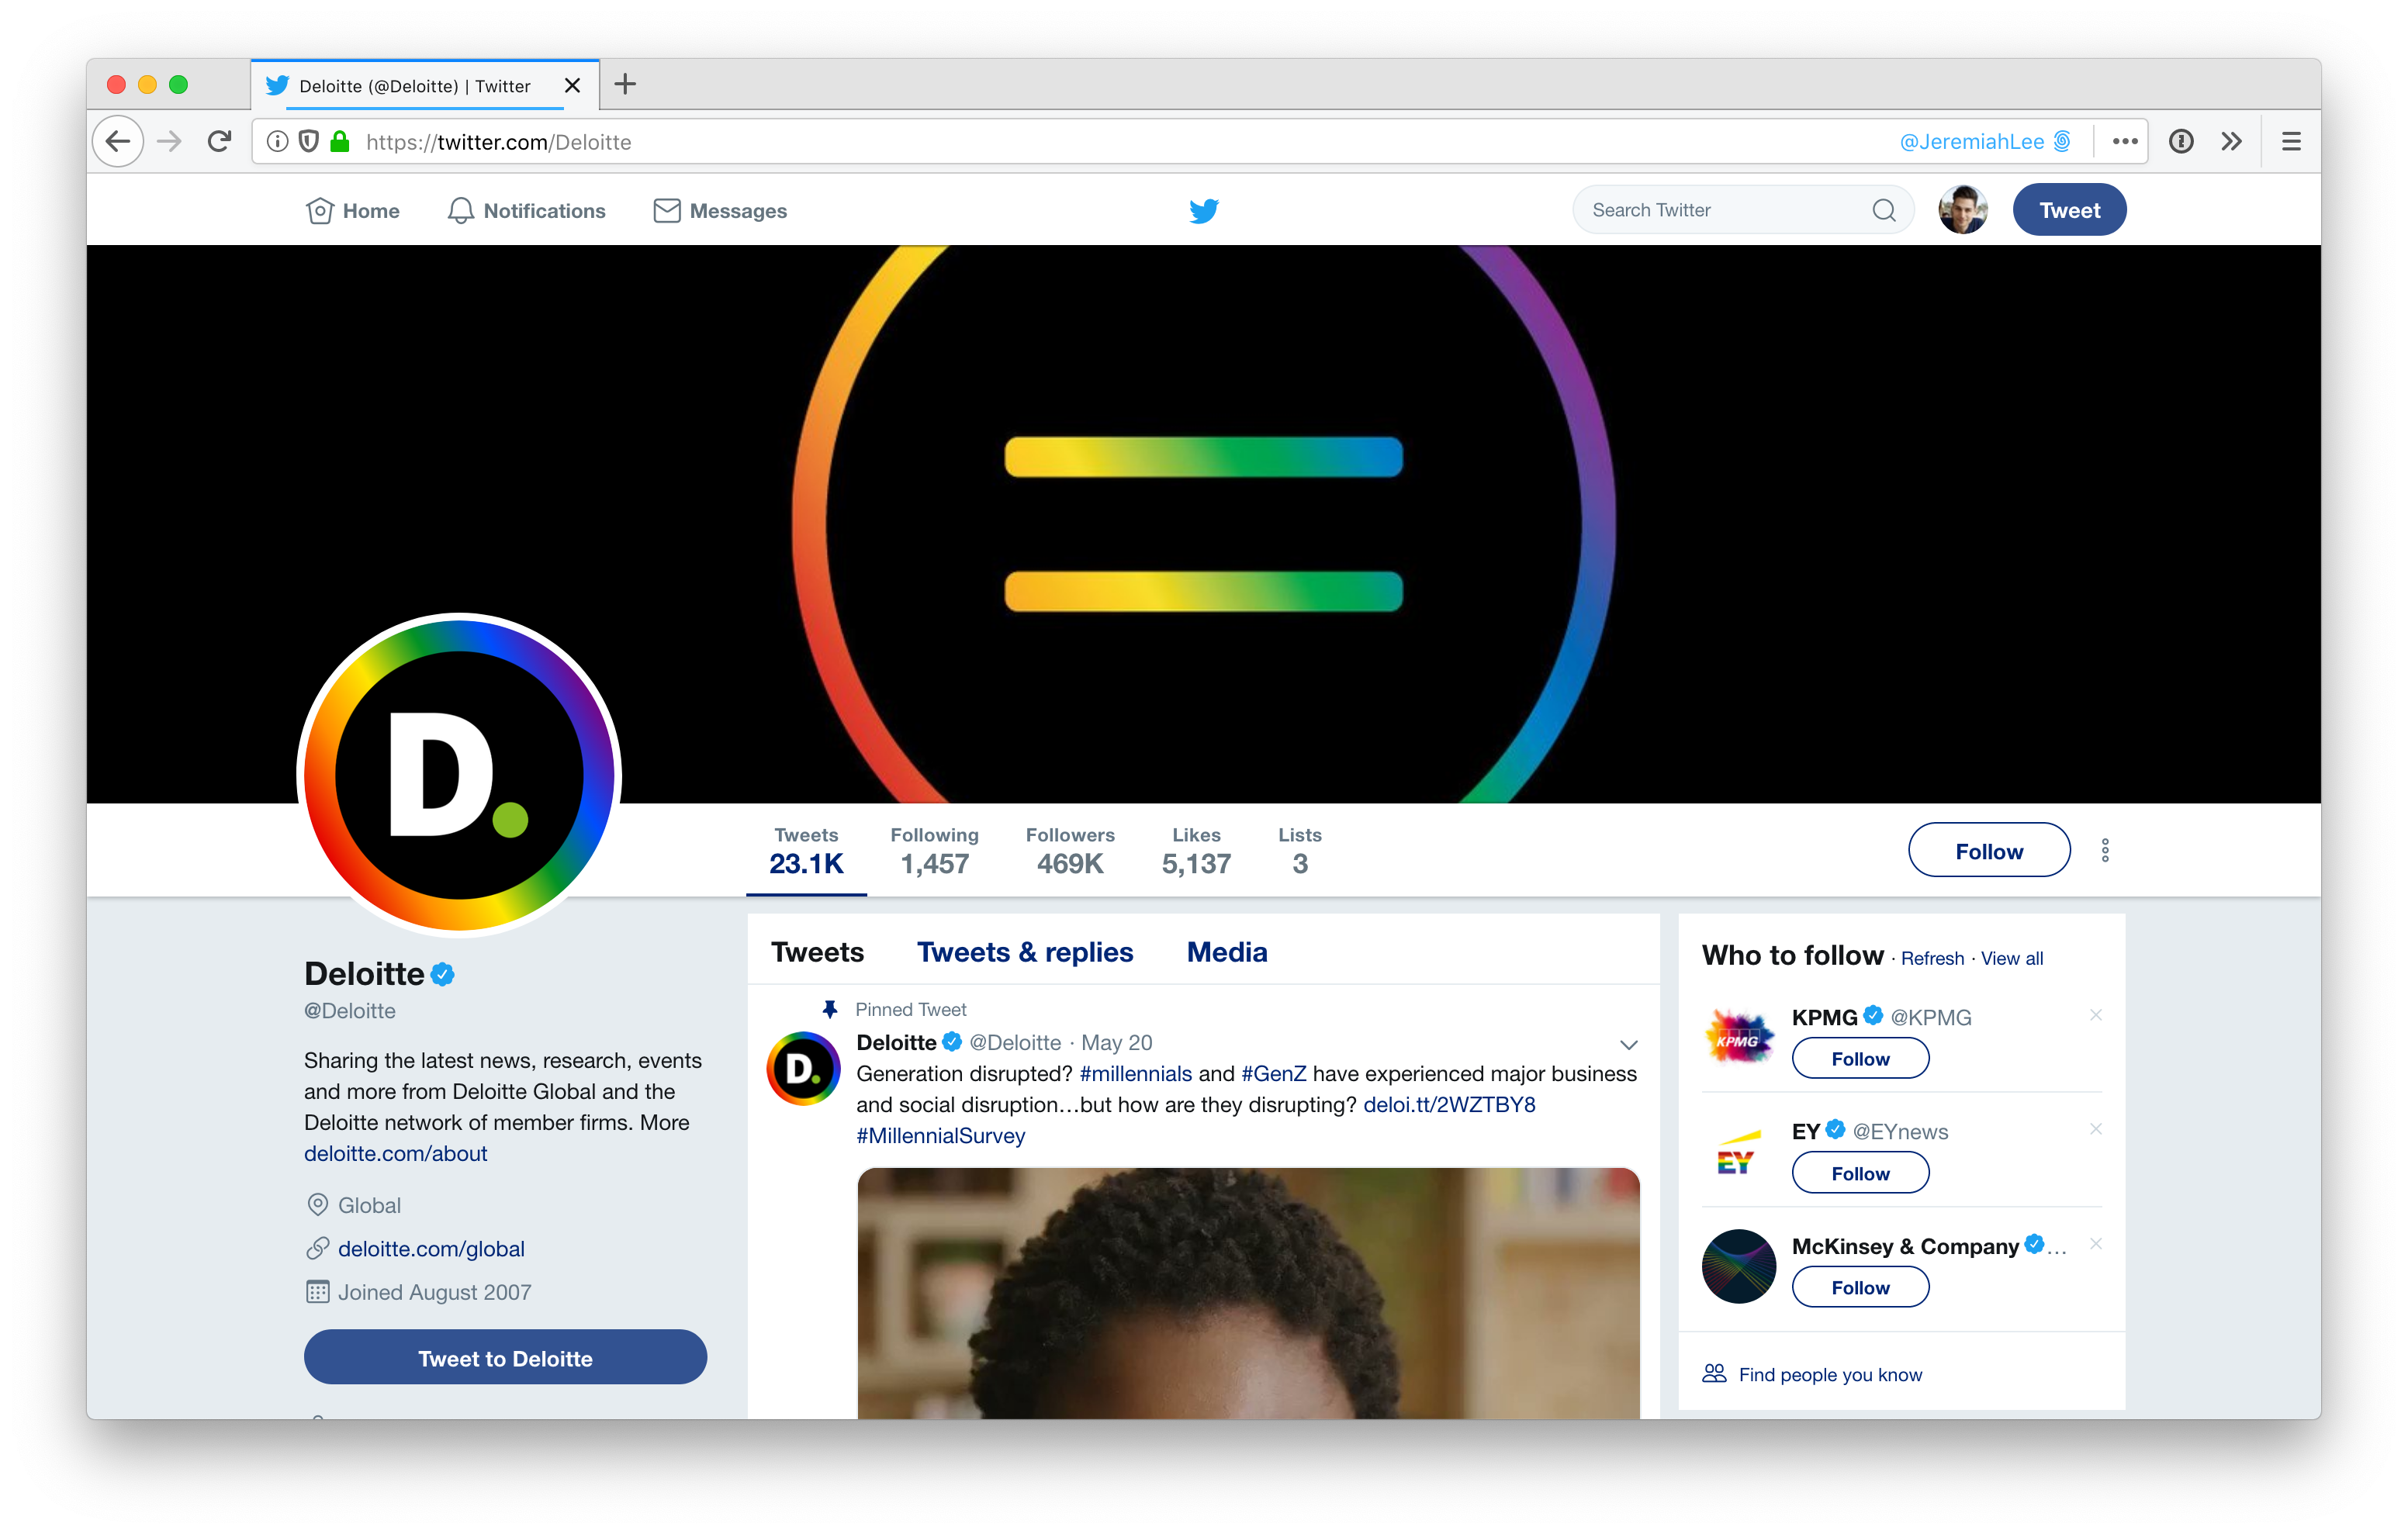 Deloitte (@Deloitte) | Twitter
https://twitter.com/Deloitte
@JeremiahLee
Home
Notifications
Messages
Search Twitter
Tweet
D.
Tweets
23.1K
Following
1,457
Followers
469K
Likes
5,137
Lists
3
Follow
Deloitte
@Deloitte
Sharing the latest news, research, events
and more from Deloitte Global and the
Deloitte network of member firms. More
deloitte.com/about
Global
deloitte.com/global
Joined August 2007
Tweet to Deloitte
Tweets
Tweets & replies
Media
Pinned Tweet
D.
Deloitte @Deloitte · May 20
Generation disrupted? #millennials and #GenZ have experienced major business
and social disruption…but how are they disrupting? deloi.tt/2WZTBY8
#MillennialSurvey
Who to follow · Refresh · View all
KPMG
KPMG @KPMG
Follow
EY
EY @EYnews
Follow
McKinsey & Company …
Follow
Find people you know